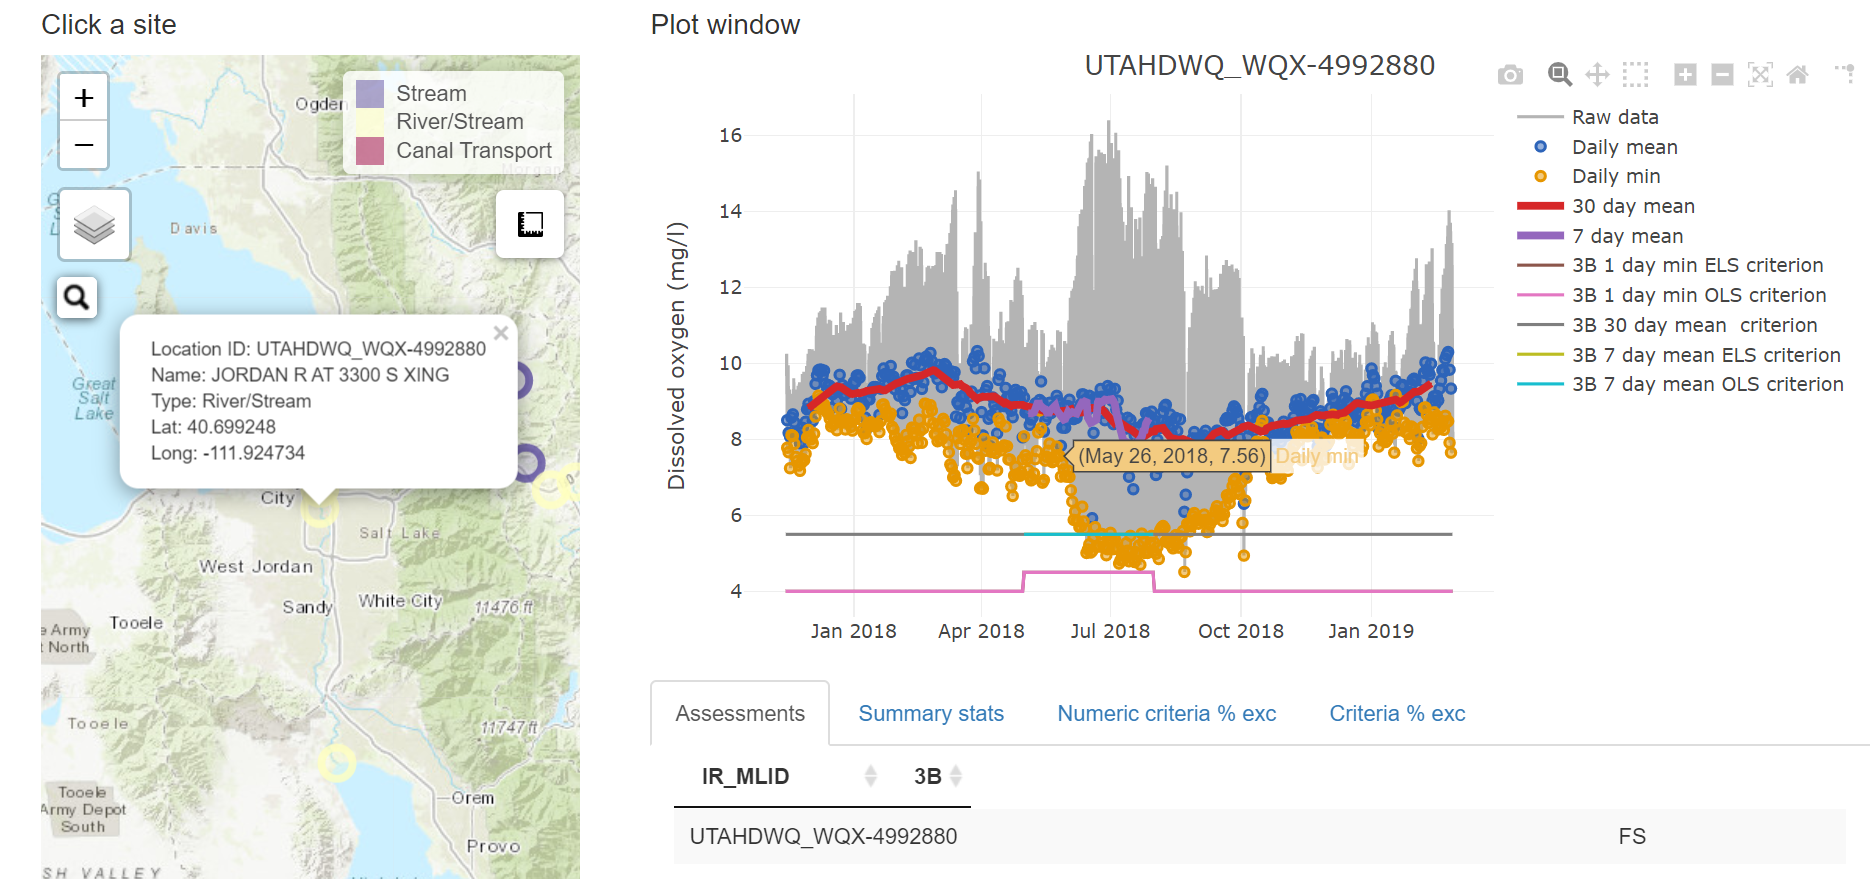 Click a site
Plot window
+
−
Ogden
Stream
River/Stream
Canal Transport
Morgan
Davis
Great
Salt
Lake
×
Location ID: UTAHDWQ_WQX-4992880
Name: JORDAN R AT 3300 S XING
Type: River/Stream
Lat: 40.699248
Long: -111.924734
City
Salt Lake
West Jordan
Sandy
White City
11476 ft
Tooele
e Army
t North
Tooele
11747 ft
Tooele
Army Depot
South
Orem
Provo
SH VALLEY
UTAHDWQ_WQX-4992880
Dissolved oxygen (mg/l)
16
14
12
10
8
6
4
Jan 2018
Apr 2018
Jul 2018
Oct 2018
Jan 2019
(May 26, 2018, 7.56)
Daily min
Raw data
Daily mean
Daily min
30 day mean
7 day mean
3B 1 day min ELS criterion
3B 1 day min OLS criterion
3B 30 day mean  criterion
3B 7 day mean ELS criterion
3B 7 day mean OLS criterion
Assessments
Summary stats
Numeric criteria % exc
Criteria % exc
IR_MLID
3B
UTAHDWQ_WQX-4992880
FS